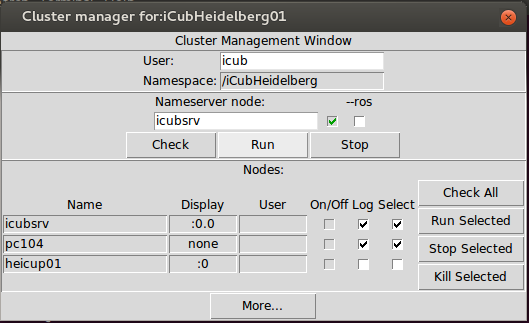 Cluster manager for:iCubHeidelberg01
Cluster Management Window
User: icub
Namespace: /iCubHeidelberg
Nameserver node: --ros
icubsrv
Check Run Stop
Nodes:
Name Display User On/Off Log Select
icubsrv :0.0
pc104 none
heicup01 :0
Check All
Run Selected
Stop Selected
Kill Selected
More...